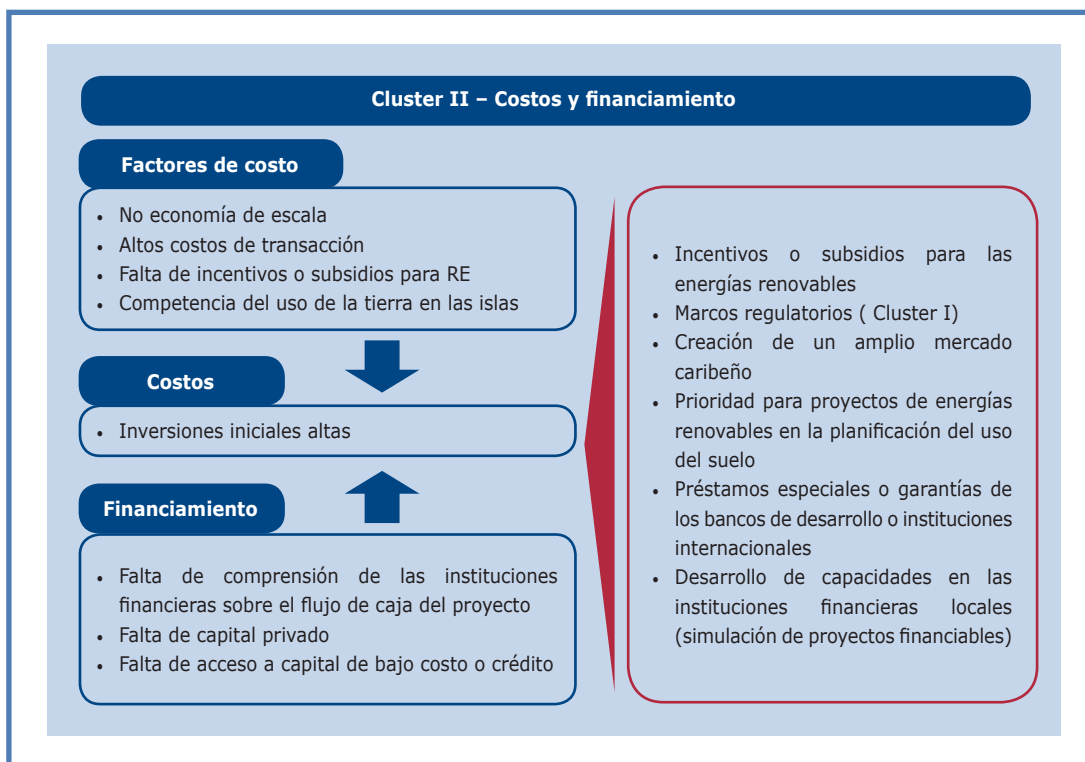 Cluster II – Costos y financiamiento
Factores de costo
• No economía de escala
• Altos costos de transacción
• Falta de incentivos o subsidios para RE
• Competencia del uso de la tierra en las islas
Costos
• Inversiones iniciales altas
Financiamiento
• Falta de comprensión de las instituciones
financieras sobre el flujo de caja del proyecto
• Falta de capital privado
• Falta de acceso a capital de bajo costo o crédito
• Incentivos o subsidios para las
energías renovables
• Marcos regulatorios ( Cluster I)
• Creación de un amplio mercado
caribeño
• Prioridad para proyectos de energías
renovables en la planificación del uso
del suelo
• Préstamos especiales o garantías de
los bancos de desarrollo o instituciones
internacionales
• Desarrollo de capacidades en las
instituciones financieras locales
(simulación de proyectos financiables)